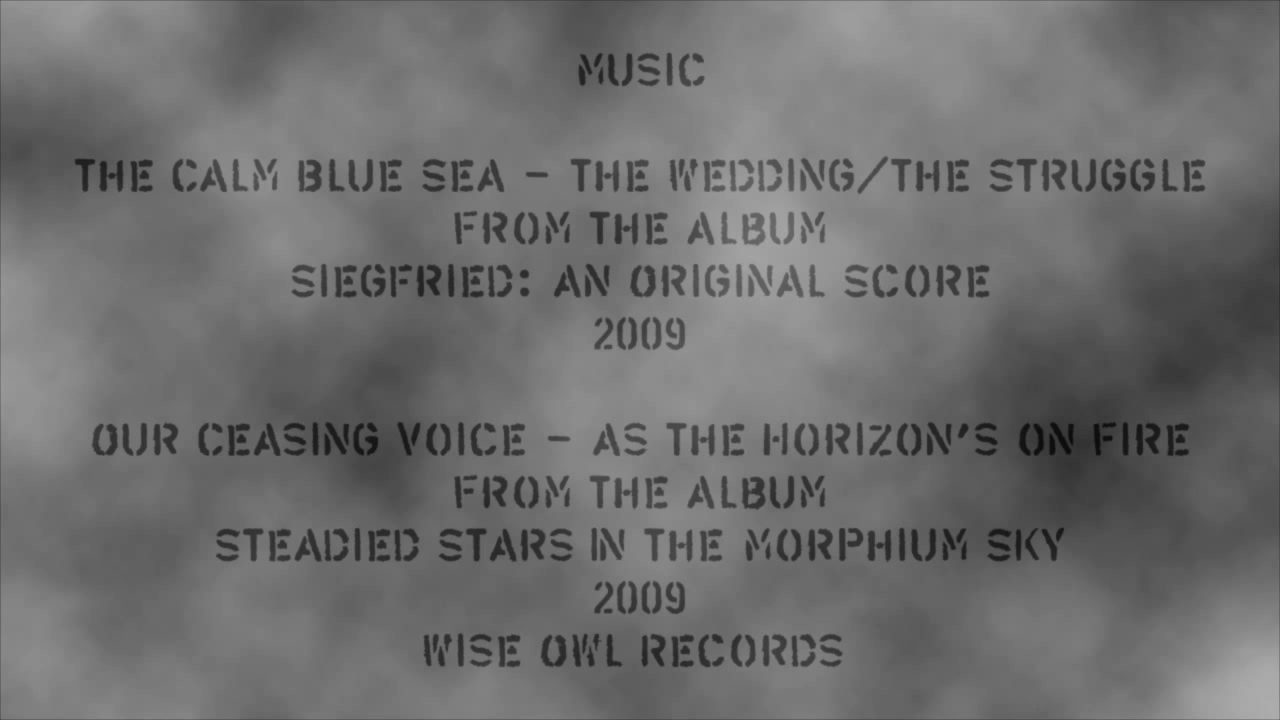 MUSIC
THE CALM BLUE SEA - THE WEDDING/THE STRUGGLE
FROM THE ALBUM
SIEGFRIED: AN ORIGINAL SCORE
2009
OUR CEASING VOICE - AS THE HORIZON'S ON FIRE
FROM THE ALBUM
STEADIED STARS IN THE MORPHIUM SKY
2009
WISE OWL RECORDS